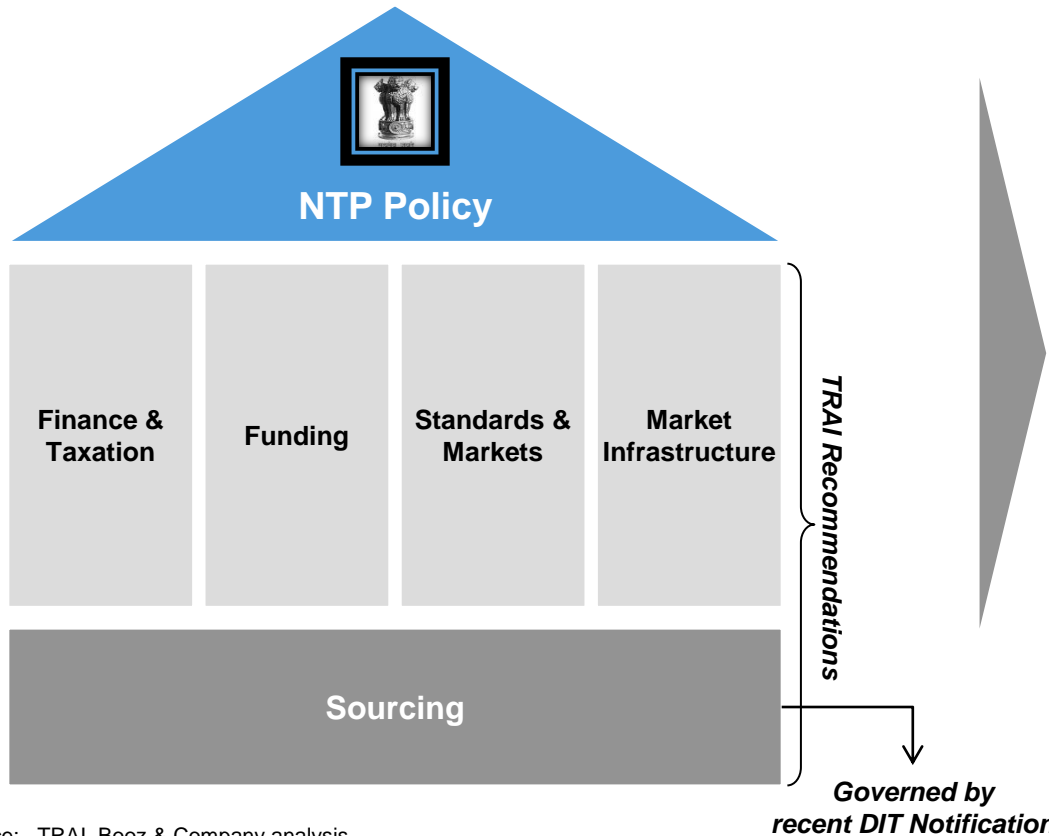 NTP Policy
Finance &
Taxation
Funding
Standards &
Markets
Market
Infrastructure
TRAI Recommendations
Sourcing
Governed by
recent DIT Notification
TRAI, Booz & Company analysis